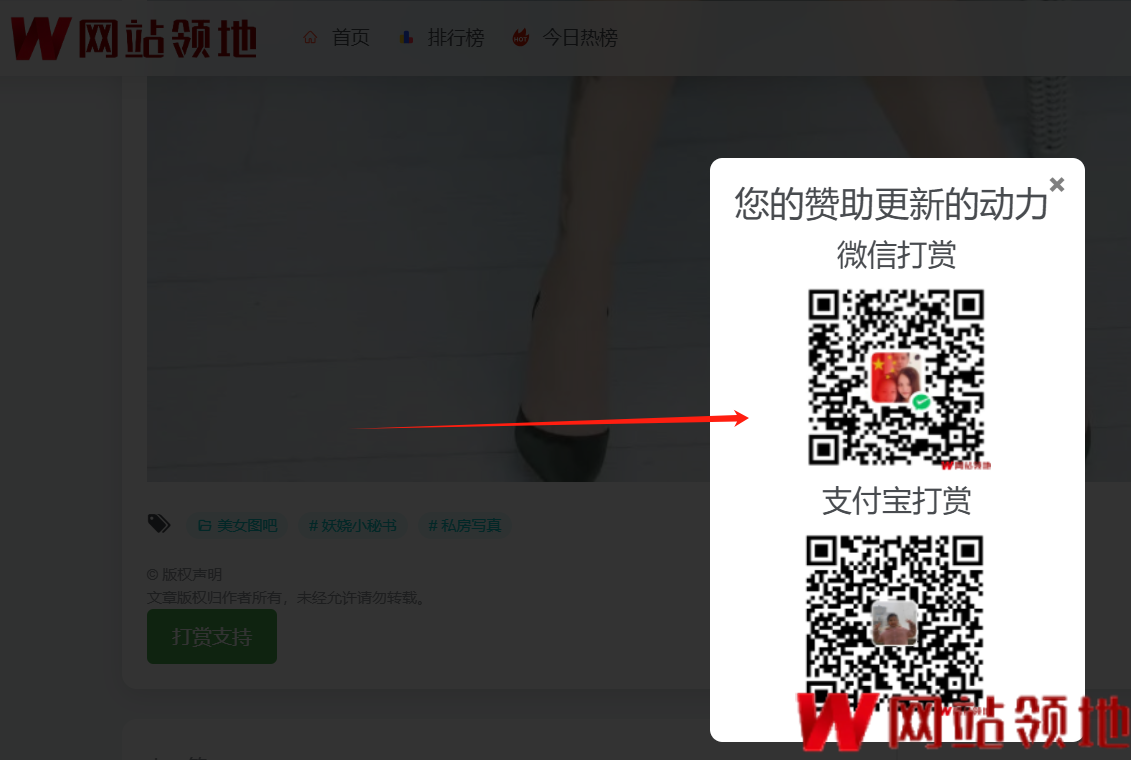 网站领地
首页
排行榜
今日热榜
您的赞助更新的动力
微信打赏
网站领地
支付宝打赏
美女图吧
# 妖娆小秘书
# 私房写真
© 版权声明
文章版权归作者所有，未经允许请勿转载。
打赏支持
网站领地